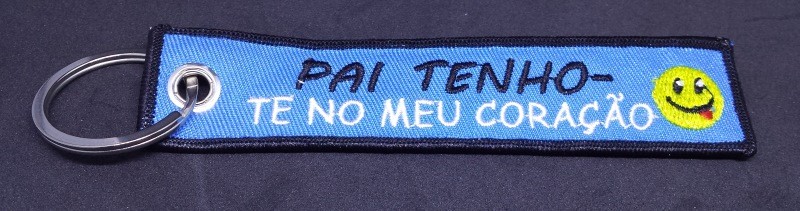 PAI TENHO-
TE NO MEU CORAÇÃO